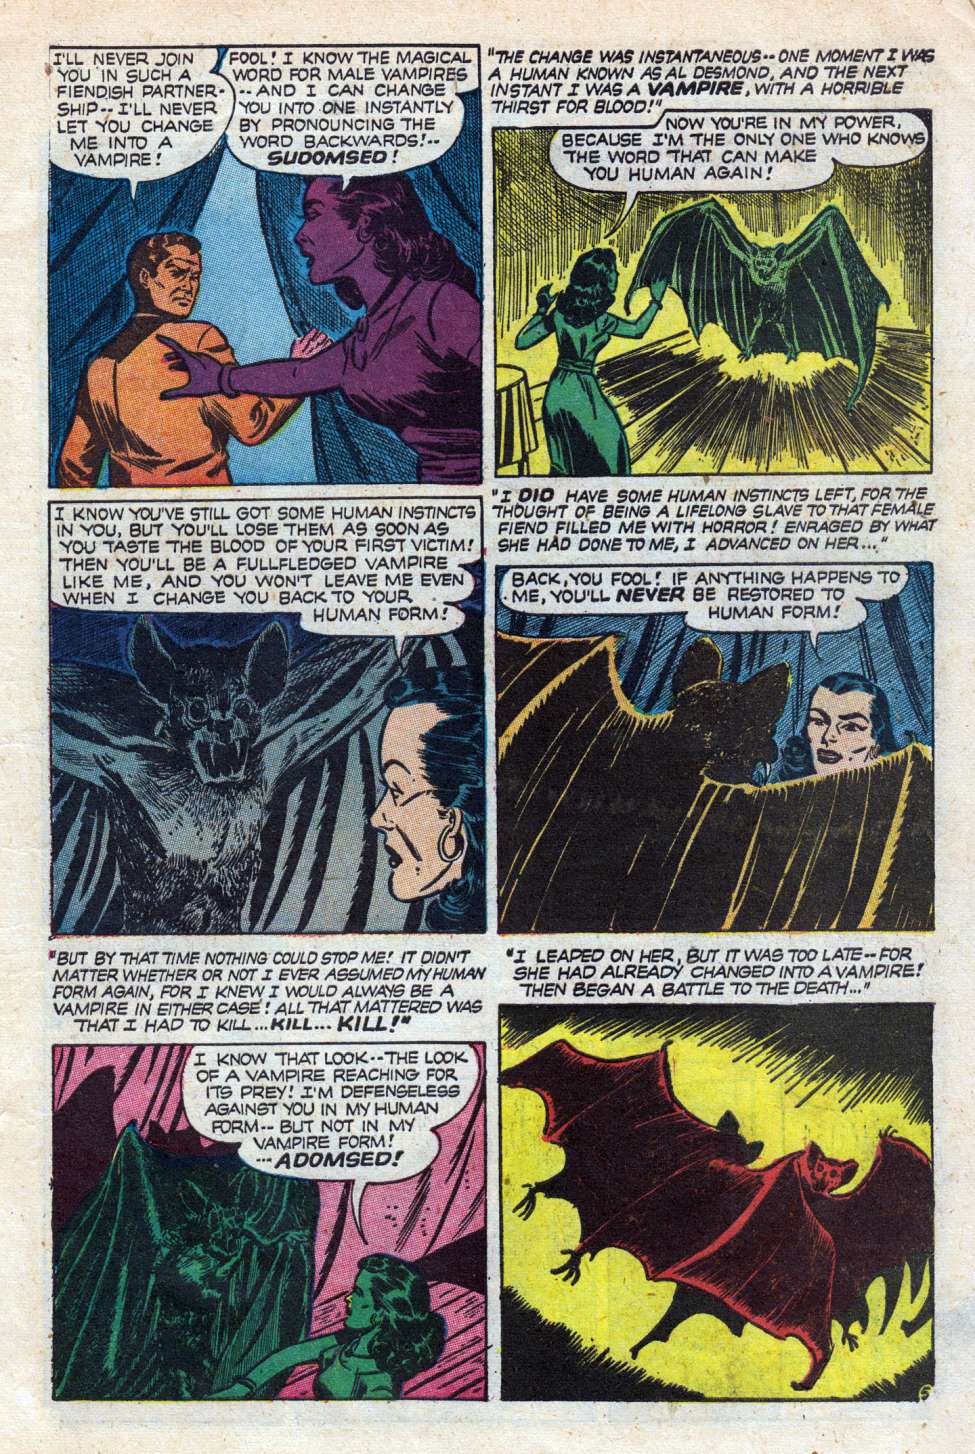 I'LL NEVER JOIN
YOU IN SUCH A
FIENDISH PARTNER-
SHIP-- I'LL NEVER
LET YOU CHANGE
ME INTO A
VAMPIRE!
FOOL! I KNOW THE MAGICAL
WORD FOR MALE VAMPIRES
-- AND I CAN CHANGE
YOU INTO ONE INSTANTLY
BY PRONOUNCING THE
WORD BACKWARDS!--
SUDOMSED!
"THE CHANGE WAS INSTANTANEOUS-- ONE MOMENT I WAS
A HUMAN KNOWN AS AL DESMOND, AND THE NEXT
INSTANT I WAS A VAMPIRE, WITH A HORRIBLE
THIRST FOR BLOOD!"
NOW YOU'RE IN MY POWER,
BECAUSE I'M THE ONLY ONE WHO KNOWS
THE WORD THAT CAN MAKE
YOU HUMAN AGAIN!
I KNOW YOU'VE STILL GOT SOME HUMAN INSTINCTS
IN YOU, BUT YOU'LL LOSE THEM AS SOON AS
YOU TASTE THE BLOOD OF YOUR FIRST VICTIM!
THEN YOU'LL BE A FULLFLEDGED VAMPIRE
LIKE ME, AND YOU WON'T LEAVE ME EVEN
WHEN I CHANGE YOU BACK TO YOUR
HUMAN FORM!
"I DID HAVE SOME HUMAN INSTINCTS LEFT, FOR THE
THOUGHT OF BEING A LIFELONG SLAVE TO THAT FEMALE
FIEND FILLED ME WITH HORROR! ENRAGED BY WHAT
SHE HAD DONE TO ME, I ADVANCED ON HER..."
BACK, YOU FOOL! IF ANYTHING HAPPENS TO
ME, YOU'LL NEVER BE RESTORED TO
HUMAN FORM!
"BUT BY THAT TIME NOTHING COULD STOP ME! IT DIDN'T
MATTER WHETHER OR NOT I EVER ASSUMED MY HUMAN
FORM AGAIN, FOR I KNEW I WOULD ALWAYS BE A
VAMPIRE IN EITHER CASE! ALL THAT MATTERED WAS
THAT I HAD TO KILL... KILL... KILL!"
I KNOW THAT LOOK-- THE LOOK
OF A VAMPIRE REACHING FOR
ITS PREY! I'M DEFENSELESS
AGAINST YOU IN MY HUMAN
FORM-- BUT NOT IN MY
VAMPIRE FORM!
--- ADOMSED!
"I LEAPED ON HER, BUT IT WAS TOO LATE-- FOR
SHE HAD ALREADY CHANGED INTO A VAMPIRE!
THEN BEGAN A BATTLE TO THE DEATH..."
5